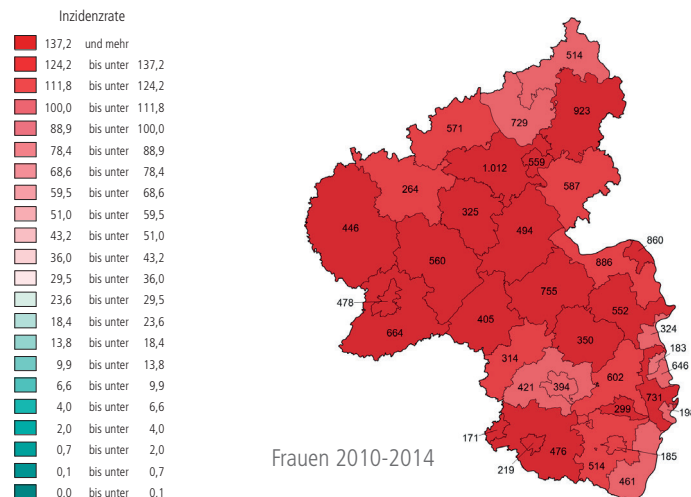 Inzidenzrate
137,2 und mehr
124,2 bis unter 137,2
111,8 bis unter 124,2
100,0 bis unter 111,8
88,9 bis unter 100,0
78,4 bis unter 88,9
68,6 bis unter 78,4
59,5 bis unter 68,6
51,0 bis unter 59,5
43,2 bis unter 51,0
36,0 bis unter 43,2
29,5 bis unter 36,0
23,6 bis unter 29,5
18,4 bis unter 23,6
13,8 bis unter 18,4
9,9 bis unter 13,8
6,6 bis unter 9,9
4,0 bis unter 6,6
2,0 bis unter 4,0
0,7 bis unter 2,0
0,1 bis unter 0,7
0,0 bis unter 0,1
514
923
729
571
559
1.012
587
264
325
446
494
860
886
560
755
478
552
405
324
664
350
183
314
646
602
421
394
731
299
198
171
476
185
219
514
461
Frauen 2010-2014